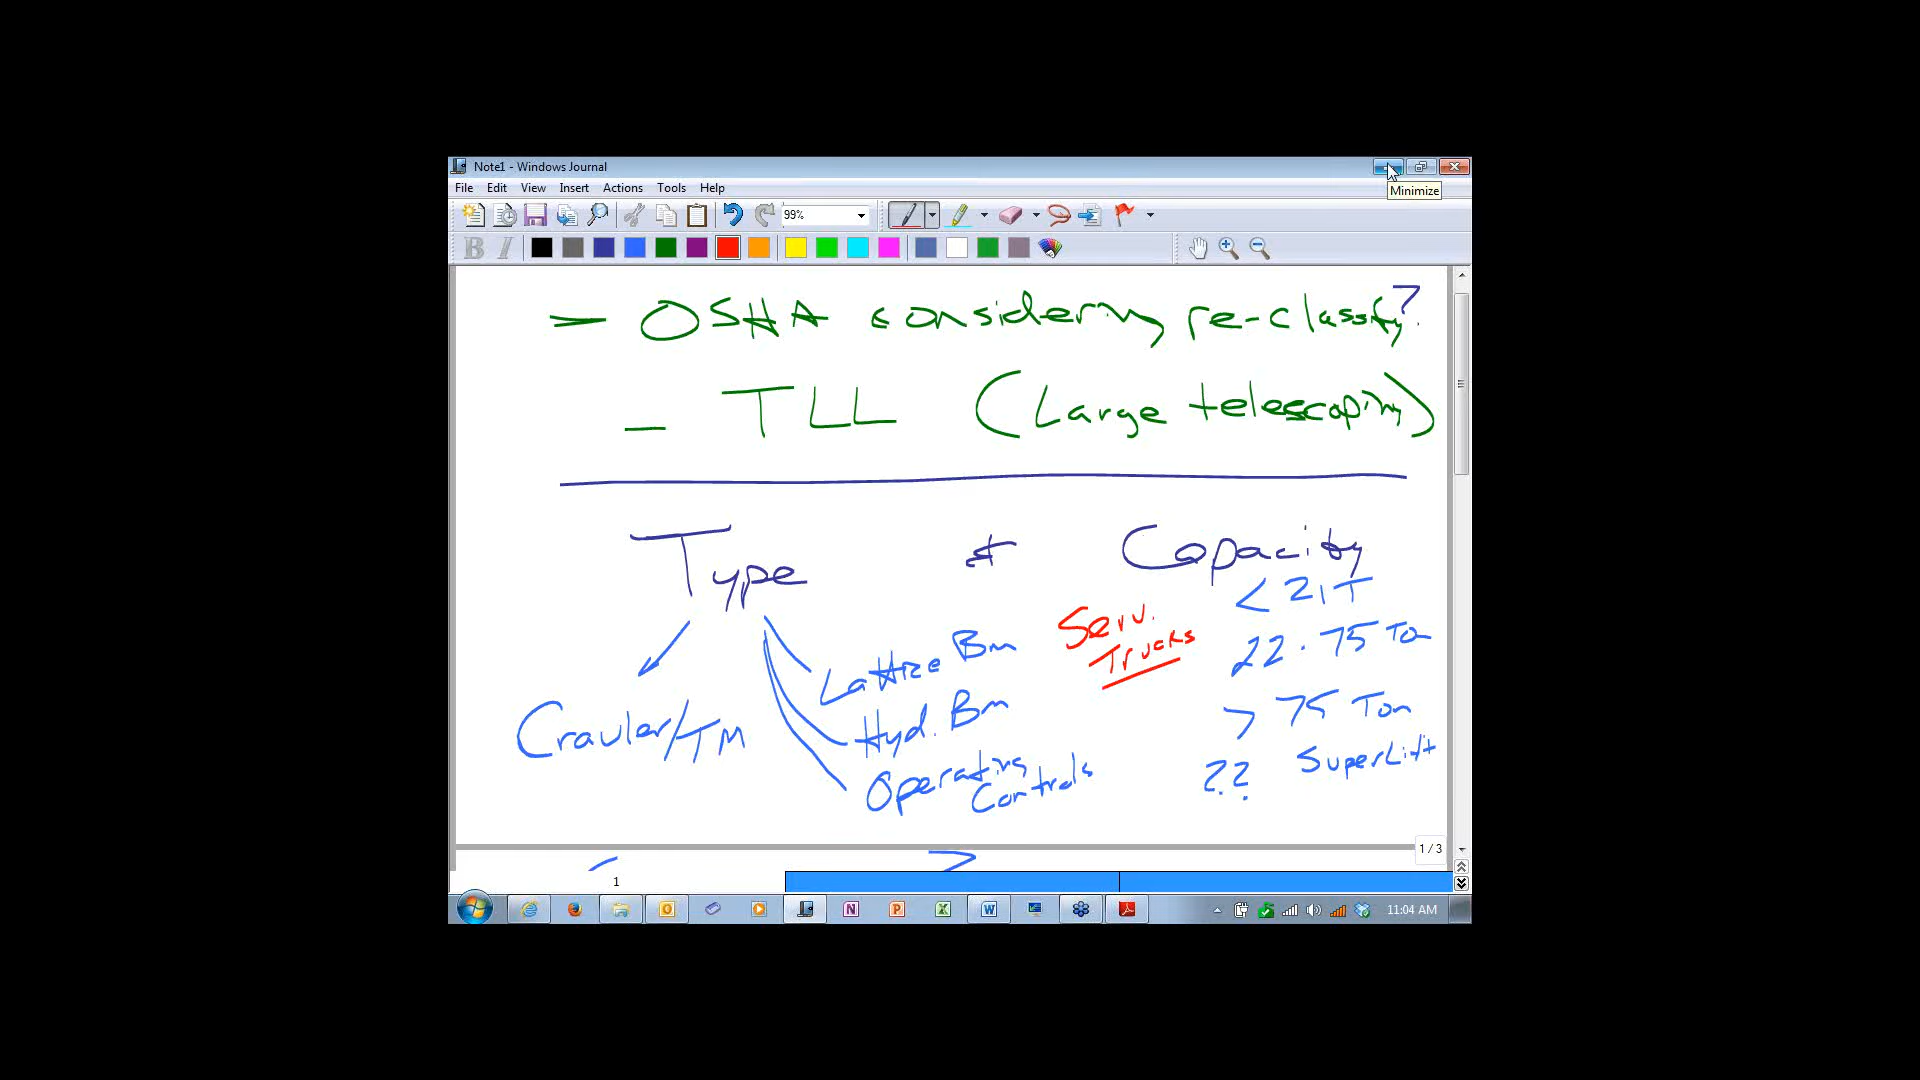 Note1 - Windows Journal
Minimize
File Edit View Insert Actions Tools Help
99%
B I
- OSHA considering re-classify?
- TLL (Large telescoping)
Type & Capacity
< 21T
Serv.
Trucks
22-75 Ton
Lattice Bm
Crawler/TM
Hyd. Bm
> 75 Ton
Operating
Controls
?? SuperLift
1 / 3
1
11:04 AM